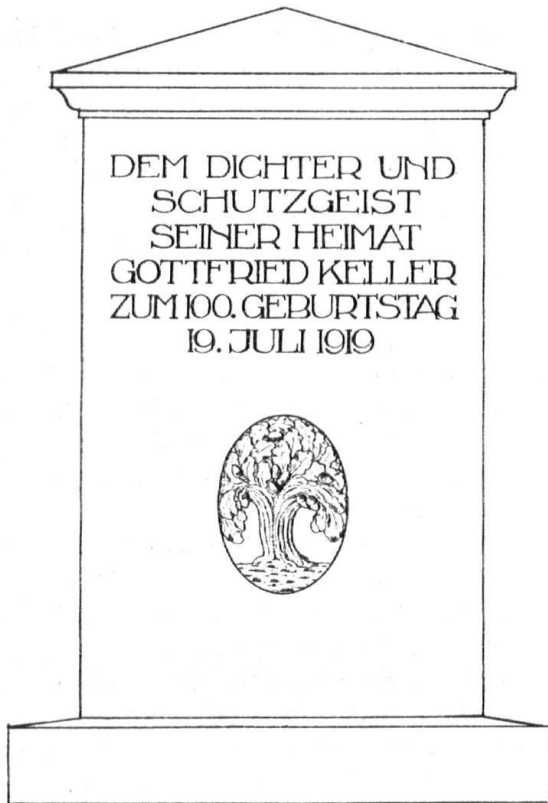 DEM DICHTER UND
SCHUTZGEIST
SEINER HEIMAT
GOTTFRIED KELLER
ZUM 100. GEBURTSTAG
19. JULI 1919